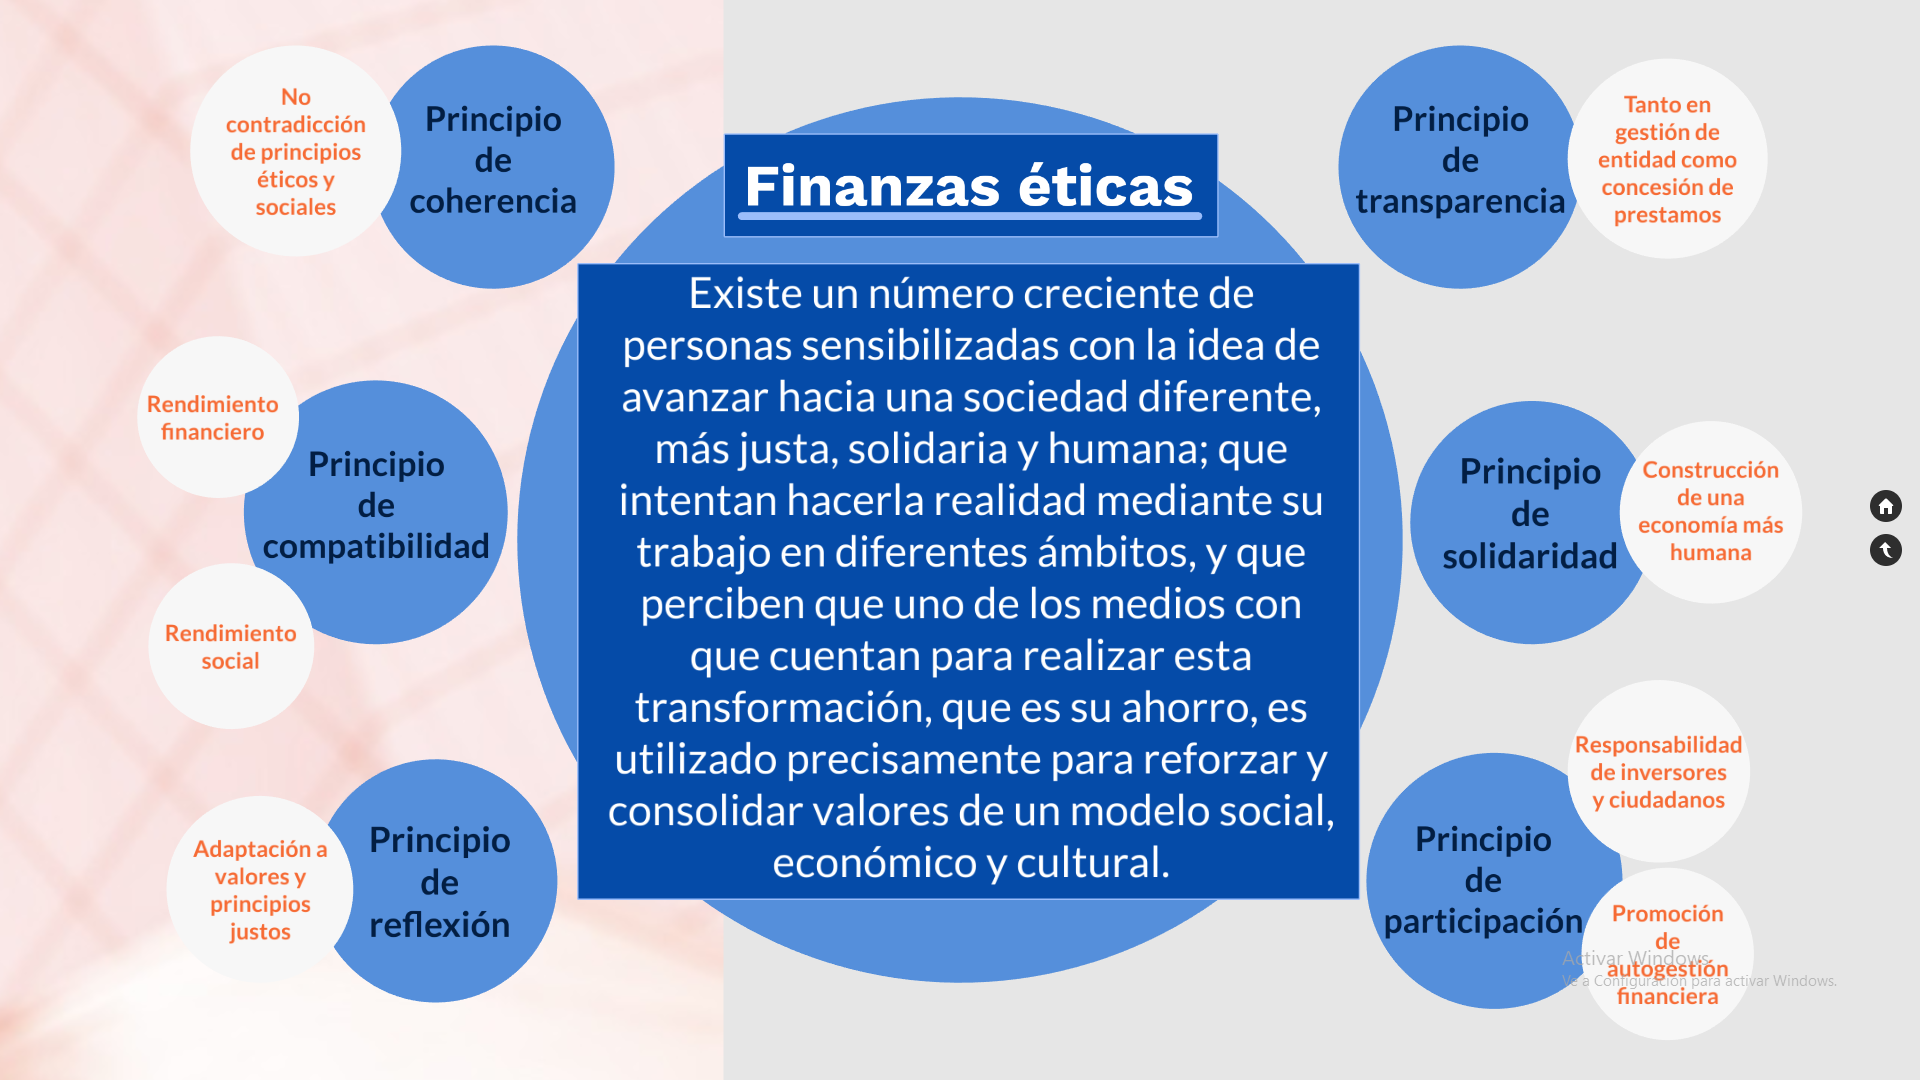 Finanzas éticas
Existe un número creciente de
personas sensibilizadas con la idea de
avanzar hacia una sociedad diferente,
más justa, solidaria y humana; que
intentan hacerla realidad mediante su
trabajo en diferentes ámbitos, y que
perciben que uno de los medios con
que cuentan para realizar esta
transformación, que es su ahorro, es
utilizado precisamente para reforzar y
consolidar valores de un modelo social,
económico y cultural.
No
contradicción
de principios
éticos y
sociales
Principio
de
coherencia
Rendimiento
financiero
Principio
de
compatibilidad
Rendimiento
social
Adaptación a
valores y
principios
justos
Principio
de
reflexión
Principio
de
transparencia
Tanto en
gestión de
entidad como
concesión de
prestamos
Principio
de
solidaridad
Construcción
de una
economía más
humana
Principio
de
participación
Responsabilidad
de inversores
y ciudadanos
Promoción
de
autogestión
financiera
Activar Windows
Ve a Configuración para activar Windows.